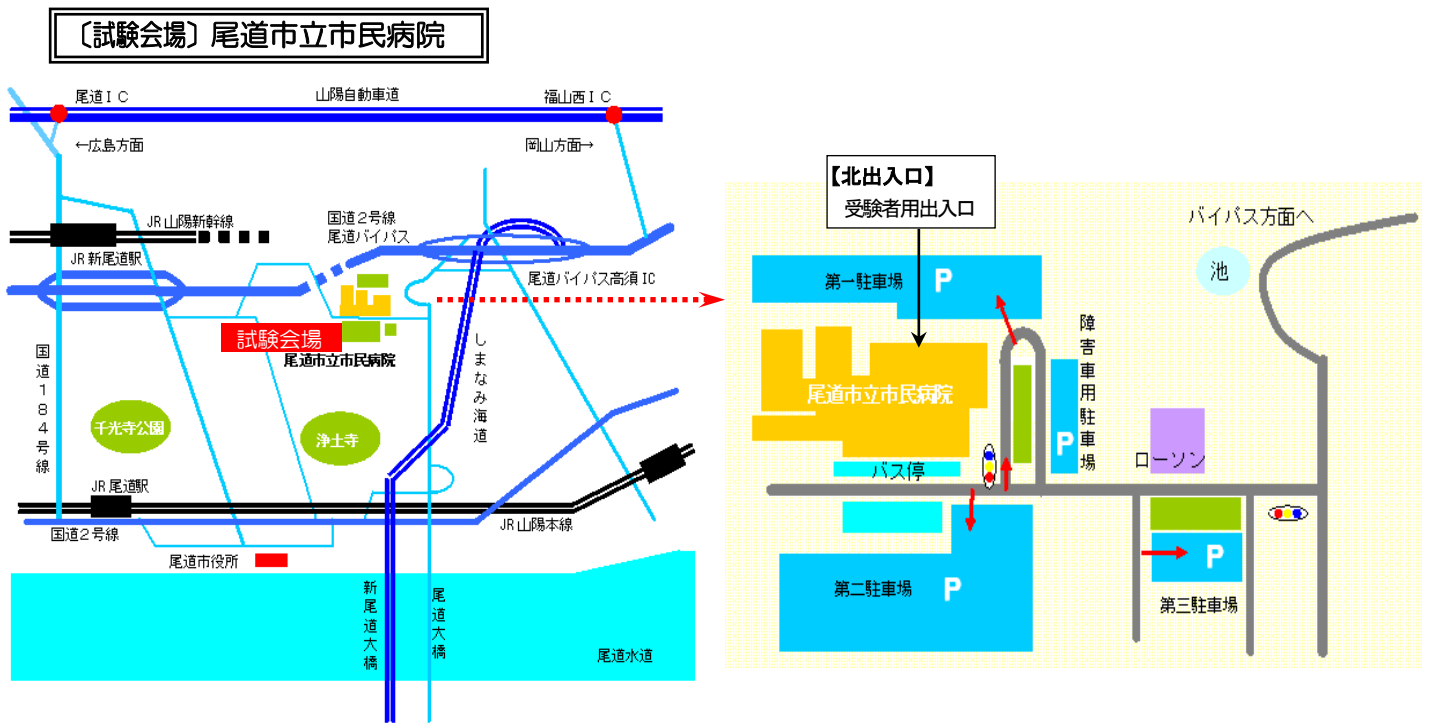 〔試験会場〕尾道市立市民病院
尾道ＩＣ
山陽自動車道
福山西ＩＣ
←広島方面
岡山方面→
JR 山陽新幹線
国道２号線
尾道バイパス
JR 新尾道駅
尾道バイパス高須 IC
試験会場
尾道市立市民病院
国道１８４号線
しまなみ海道
千光寺公園
浄土寺
JR 尾道駅
国道２号線
JR 山陽本線
尾道市役所
新尾道大橋
尾道大橋
尾道水道
【北出入口】
受験者用出入口
バイパス方面へ
池
第一駐車場
P
障害車用駐車場
P
尾道市立市民病院
ローソン
バス停
第二駐車場
P
P
第三駐車場